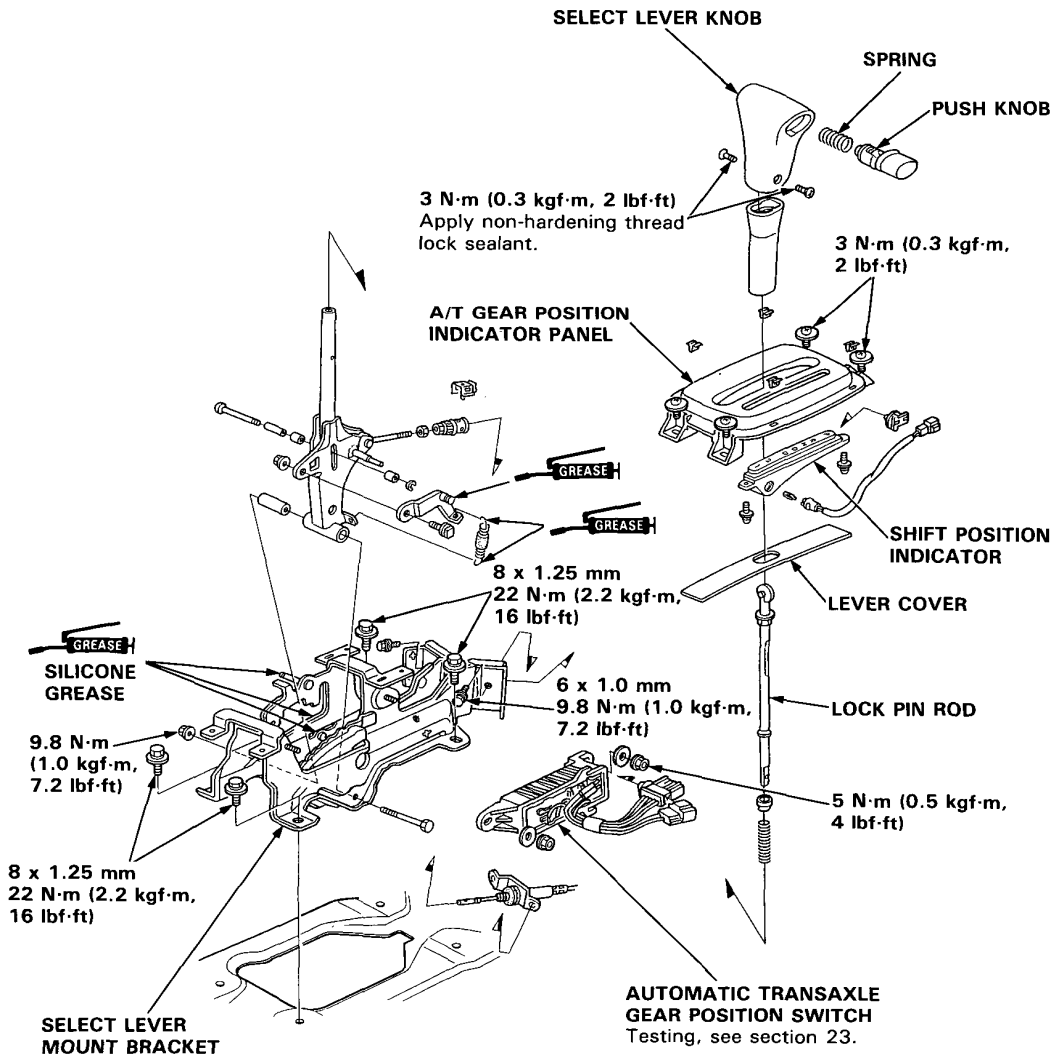 SELECT LEVER KNOB
SPRING
PUSH KNOB
3 N·m (0.3 kgf·m, 2 lbf·ft)
Apply non-hardening thread
lock sealant.
3 N·m (0.3 kgf·m,
2 lbf·ft)
A/T GEAR POSITION
INDICATOR PANEL
GREASE
GREASE
SHIFT POSITION
INDICATOR
8 x 1.25 mm
22 N·m (2.2 kgf·m,
16 lbf·ft)
LEVER COVER
GREASE
SILICONE
GREASE
6 x 1.0 mm
9.8 N·m (1.0 kgf·m,
7.2 lbf·ft)
LOCK PIN ROD
9.8 N·m
(1.0 kgf·m,
7.2 lbf·ft)
5 N·m (0.5 kgf·m,
4 lbf·ft)
8 x 1.25 mm
22 N·m (2.2 kgf·m,
16 lbf·ft)
AUTOMATIC TRANSAXLE
GEAR POSITION SWITCH
Testing, see section 23.
SELECT LEVER
MOUNT BRACKET